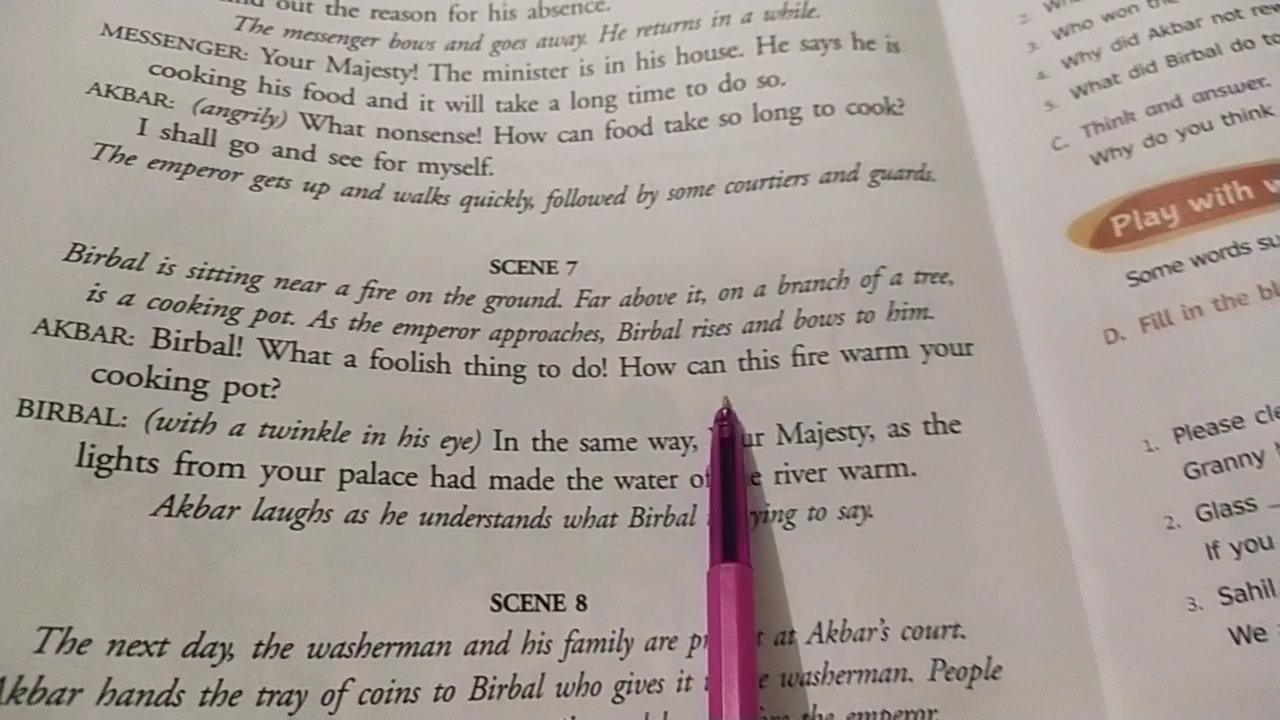 out the reason for his absence.
The messenger bows and goes away. He returns in a while.
MESSENGER: Your Majesty! The minister is in his house. He says he is
cooking his food and it will take a long time to do so.
AKBAR: (angrily) What nonsense! How can food take so long to cook?
I shall go and see for myself.
The emperor gets up and walks quickly, followed by some courtiers and guards.
SCENE 7
Birbal is sitting near a fire on the ground. Far above it, on a branch of a tree,
is a cooking pot. As the emperor approaches, Birbal rises and bows to him.
AKBAR: Birbal! What a foolish thing to do! How can this fire warm your
cooking pot?
BIRBAL: (with a twinkle in his eye) In the same way, Majesty, as the
lights from your palace had made the water river warm.
Akbar laughs as he understands what Birbal to say.
SCENE 8
The next day, the washerman and his family are at Akbar's court.
Akbar hands the tray of coins to Birbal who gives it washerman. People
the emperor
3. Who won
4. Why did Akbar not
5. What did Birbal do to
C. Think and answer.
Why do you think
Play with
Some words
D. Fill in the
1. Please
Granny
2. Glass
If you
3. Sahil
We